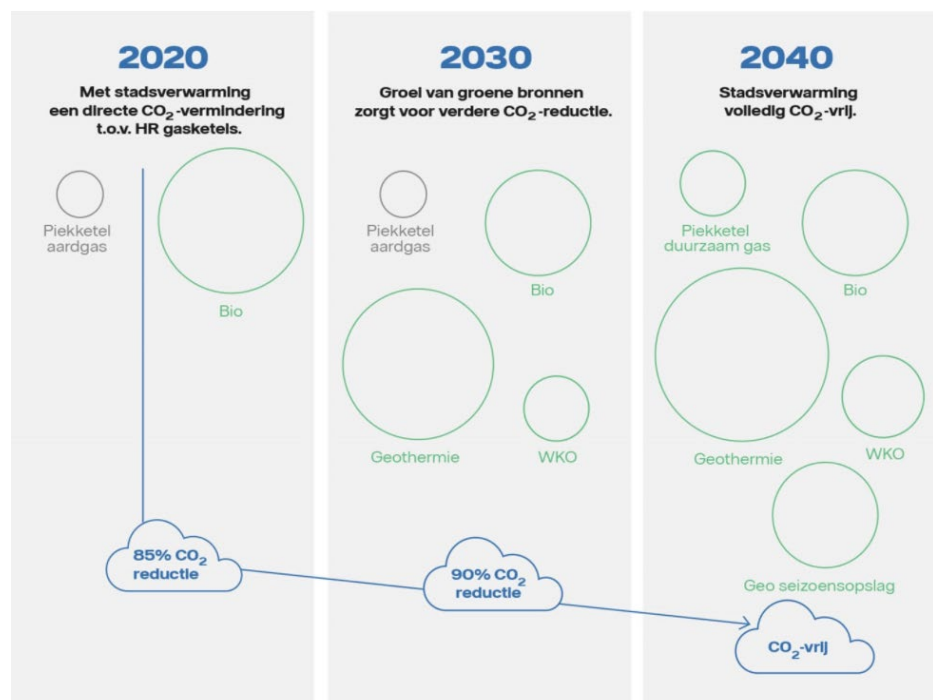 2020
Met stadsverwarming
een directe CO₂-vermindering
t.o.v. HR gasketels.
Piekketel
aardgas
Bio
85% CO₂
reductie
2030
Groei van groene bronnen
zorgt voor verdere CO₂-reductie.
Piekketel
aardgas
Bio
Geothermie
WKO
90% CO₂
reductie
2040
Stadsverwarming
volledig CO₂-vrij.
Piekketel
duurzaam gas
Bio
Geothermie
WKO
Geo seizoensopslag
CO₂-vrij